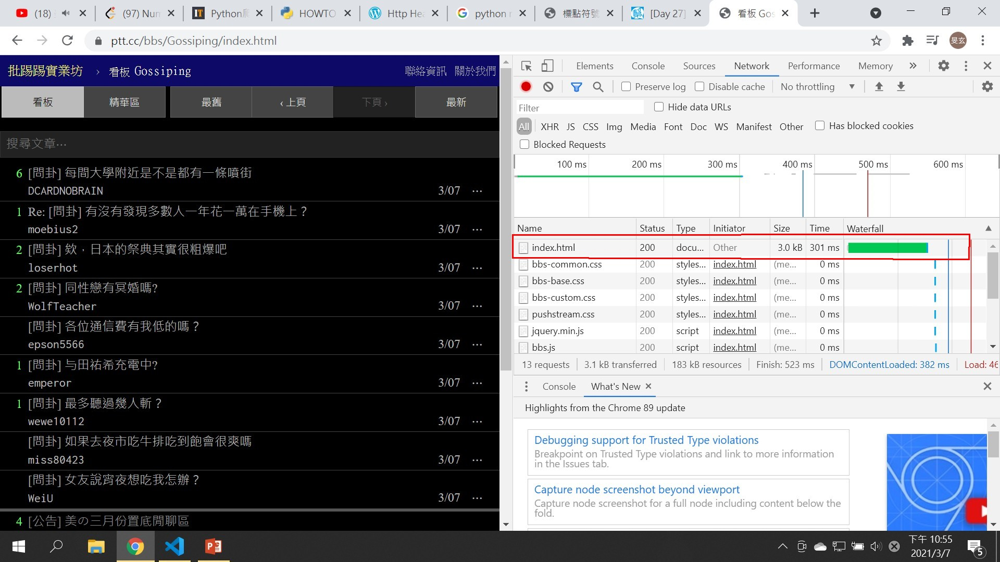 (18)
(97) Num
Python爬
HOWTO
Http Hea
python r
標點符號
[Day 27]
看板 Gos
ptt.cc/bbs/Gossiping/index.html
旻玄
批踢踢實業坊 › 看板 Gossiping 聯絡資訊 關於我們
看板 精華區 最舊 ‹ 上頁 下頁 › 最新
搜尋文章⋯
6 [問卦] 每間大學附近是不是都有一條噴街
DCARDNOBRAIN 3/07 ⋯
1 Re: [問卦] 有沒有發現多數人一年花一萬在手機上？
moebius2 3/07 ⋯
2 [問卦] 欸，日本的祭典其實很粗爆吧
loserhot 3/07 ⋯
2 [問卦] 同性戀有冥婚嗎?
WolfTeacher 3/07 ⋯
[問卦] 各位通信費有我低的嗎？
epson5566 3/07 ⋯
1 [問卦] 与田祐希充電中?
emperor 3/07 ⋯
1 [問卦] 最多聽過幾人斬？
wewe10112 3/07 ⋯
[問卦] 如果去夜市吃牛排吃到飽會很爽嗎
miss80423 3/07 ⋯
[問卦] 女友說宵夜想吃我怎辦？
WeiU 3/07 ⋯
4 [公告] 美の三月份置底閒聊區
Elements Console Sources Network Performance Memory »
Preserve log Disable cache No throttling
Filter Hide data URLs
All XHR JS CSS Img Media Font Doc WS Manifest Other Has blocked cookies
Blocked Requests
100 ms 200 ms 300 ms 400 ms 500 ms 600 ms
Name Status Type Initiator Size Time Waterfall
index.html 200 docu... Other 3.0 kB 301 ms
bbs-common.css 200 styles... index.html (me... 0 ms
bbs-base.css 200 styles... index.html (me... 0 ms
bbs-custom.css 200 styles... index.html (me... 0 ms
pushstream.css 200 styles... index.html (me... 0 ms
jquery.min.js 200 script index.html (me... 0 ms
bbs.js 200 script index.html (me... 0 ms
13 requests 3.1 kB transferred 183 kB resources Finish: 523 ms DOMContentLoaded: 382 ms Load: 46
Console What's New
Highlights from the Chrome 89 update
Debugging support for Trusted Type violations
Breakpoint on Trusted Type violations and link to more information
in the Issues tab.
Capture node screenshot beyond viewport
Capture node screenshot for a full node including content below the
fold.
下午 10:55
2021/3/7
5